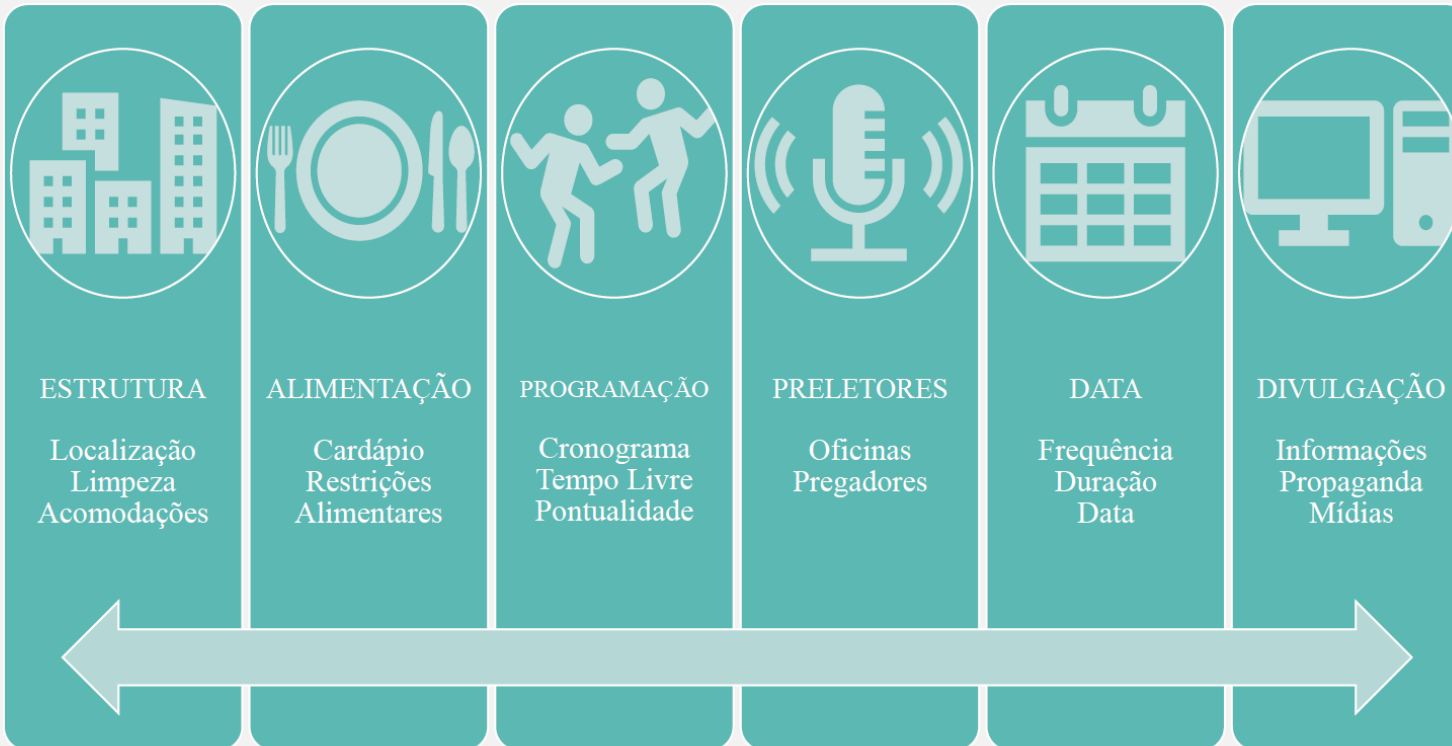 ESTRUTURA
Localização
Limpeza
Acomodações
ALIMENTAÇÃO
Cardápio
Restrições
Alimentares
PROGRAMAÇÃO
Cronograma
Tempo Livre
Pontualidade
PRELETORES
Oficinas
Pregadores
DATA
Frequência
Duração
Data
DIVULGAÇÃO
Informações
Propaganda
Mídias